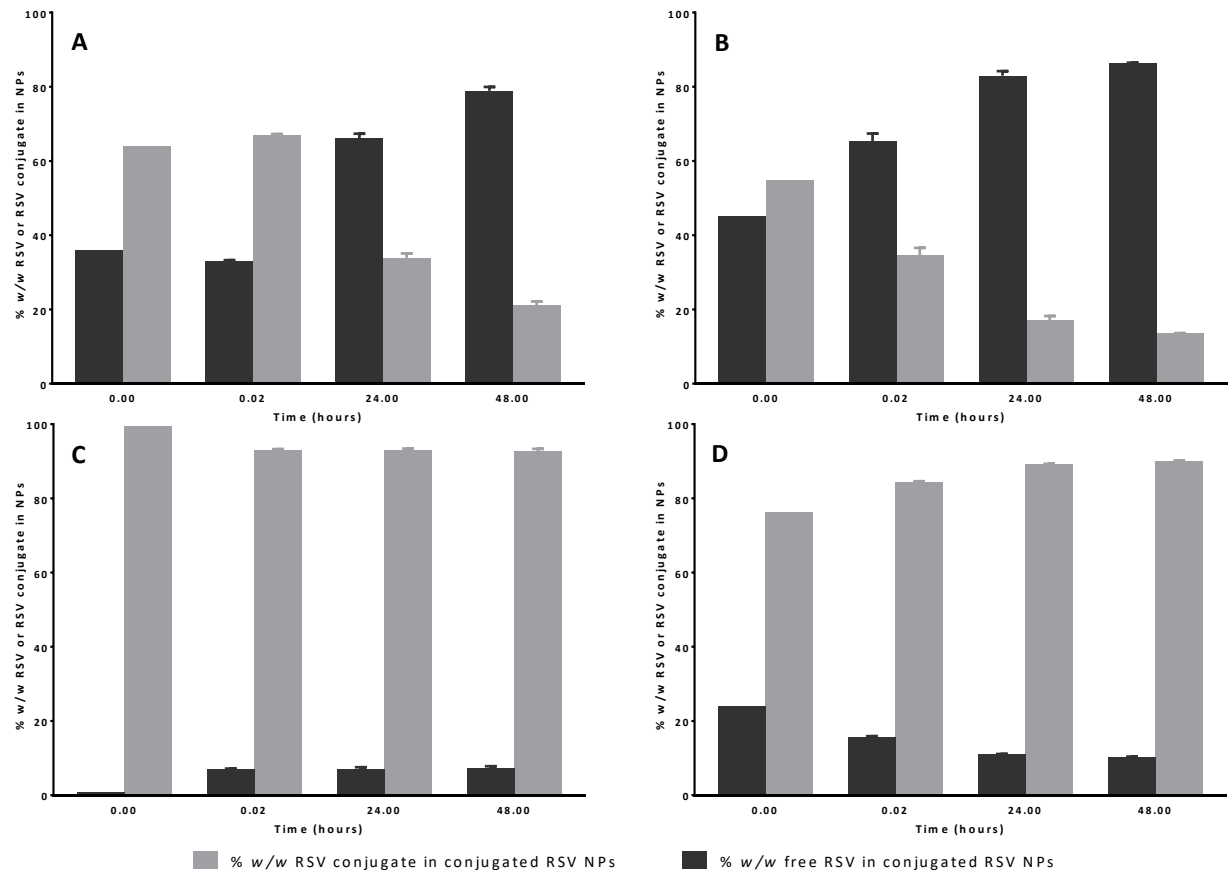 A
% w/w RSV or RSV conjugate in NPs
100
80
60
40
20
0
0.00 0.02 24.00 48.00
Time (hours)
B
% w/w RSV or RSV conjugate in NPs
100
80
60
40
20
0
0.00 0.02 24.00 48.00
Time (hours)
C
% w/w RSV or RSV conjugate in NPs
100
80
60
40
20
0
0.00 0.02 24.00 48.00
Time (hours)
D
% w/w RSV or RSV conjugate in NPs
100
80
60
40
20
0
0.00 0.02 24.00 48.00
Time (hours)
% w/w RSV conjugate in conjugated RSV NPs
% w/w free RSV in conjugated RSV NPs